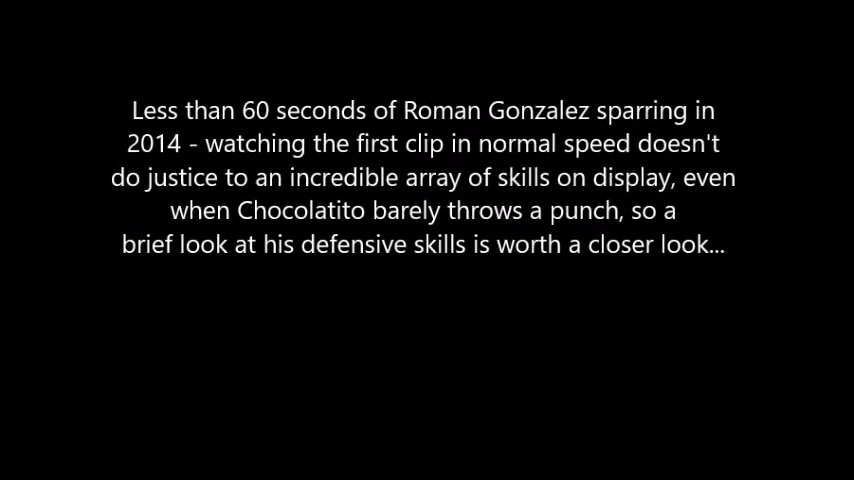 Less than 60 seconds of Roman Gonzalez sparring in
2014 - watching the first clip in normal speed doesn't
do justice to an incredible array of skills on display, even
when Chocolatito barely throws a punch, so a
brief look at his defensive skills is worth a closer look...